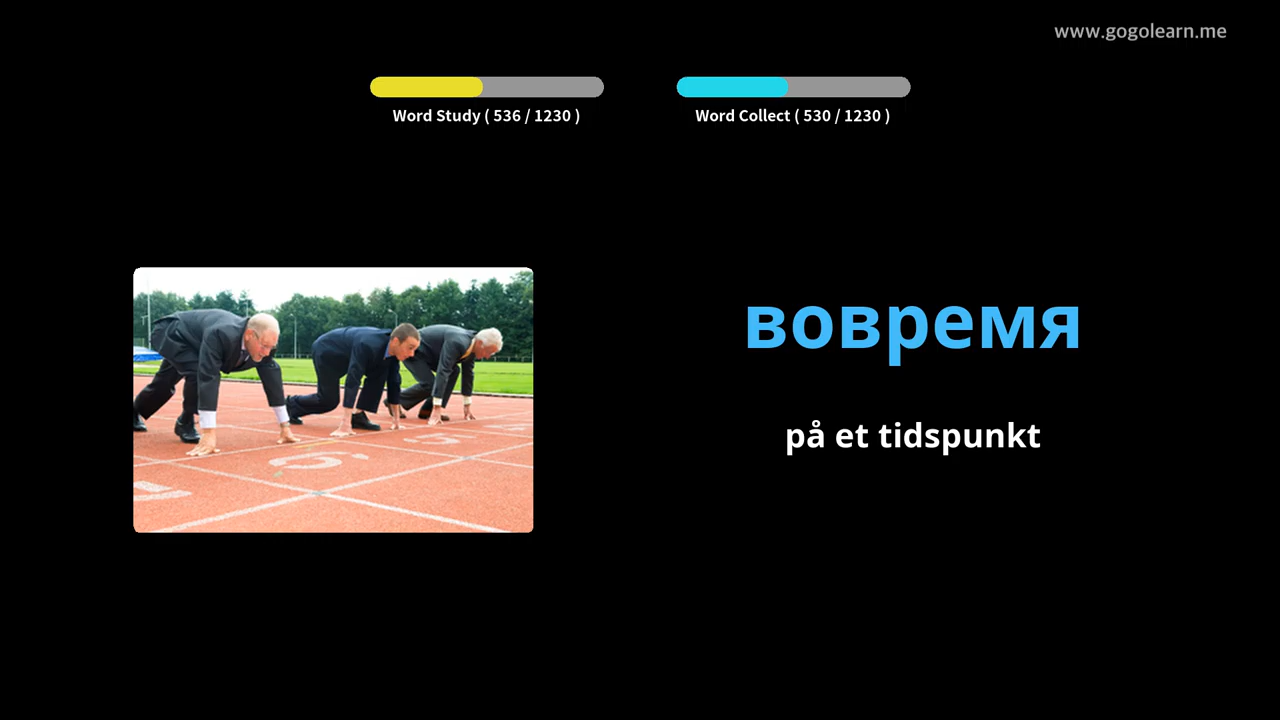 www.gogolearn.me
Word Study ( 536 / 1230 )
Word Collect ( 530 / 1230 )
вовремя
på et tidspunkt